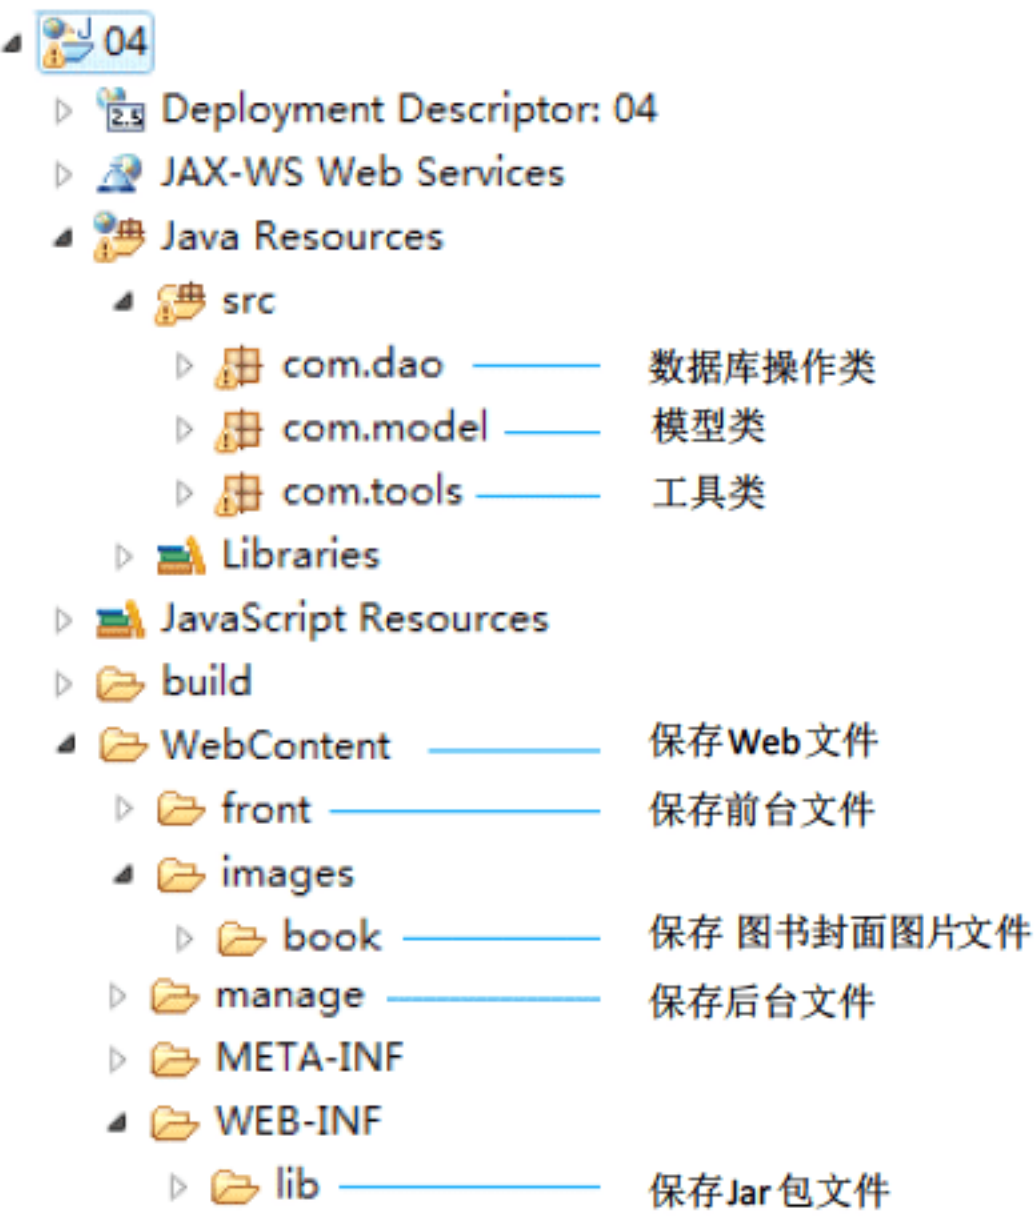 04
Deployment Descriptor: 04
JAX-WS Web Services
Java Resources
src
com.dao 数据库操作类
com.model 模型类
com.tools 工具类
Libraries
JavaScript Resources
build
WebContent 保存Web文件
front 保存前台文件
images
book 保存 图书封面图片文件
manage 保存后台文件
META-INF
WEB-INF
lib 保存Jar包文件